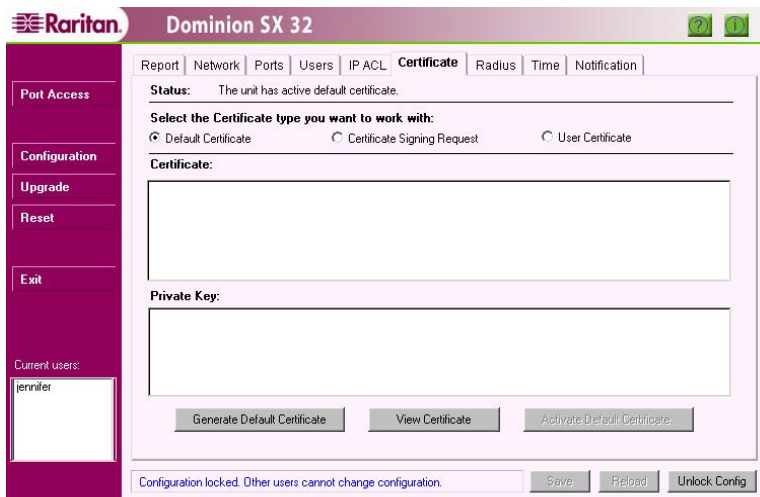 Raritan.
Dominion SX 32
?
i
Report Network Ports Users IP ACL Certificate Radius Time Notification
Port Access
Configuration
Upgrade
Reset
Exit
Current users:
jennifer
Status: The unit has active default certificate.
Select the Certificate type you want to work with:
Default Certificate Certificate Signing Request User Certificate
Certificate:
Private Key:
Generate Default Certificate View Certificate Activate Default Certificate.
Configuration locked. Other users cannot change configuration. Save Reload Unlock Config